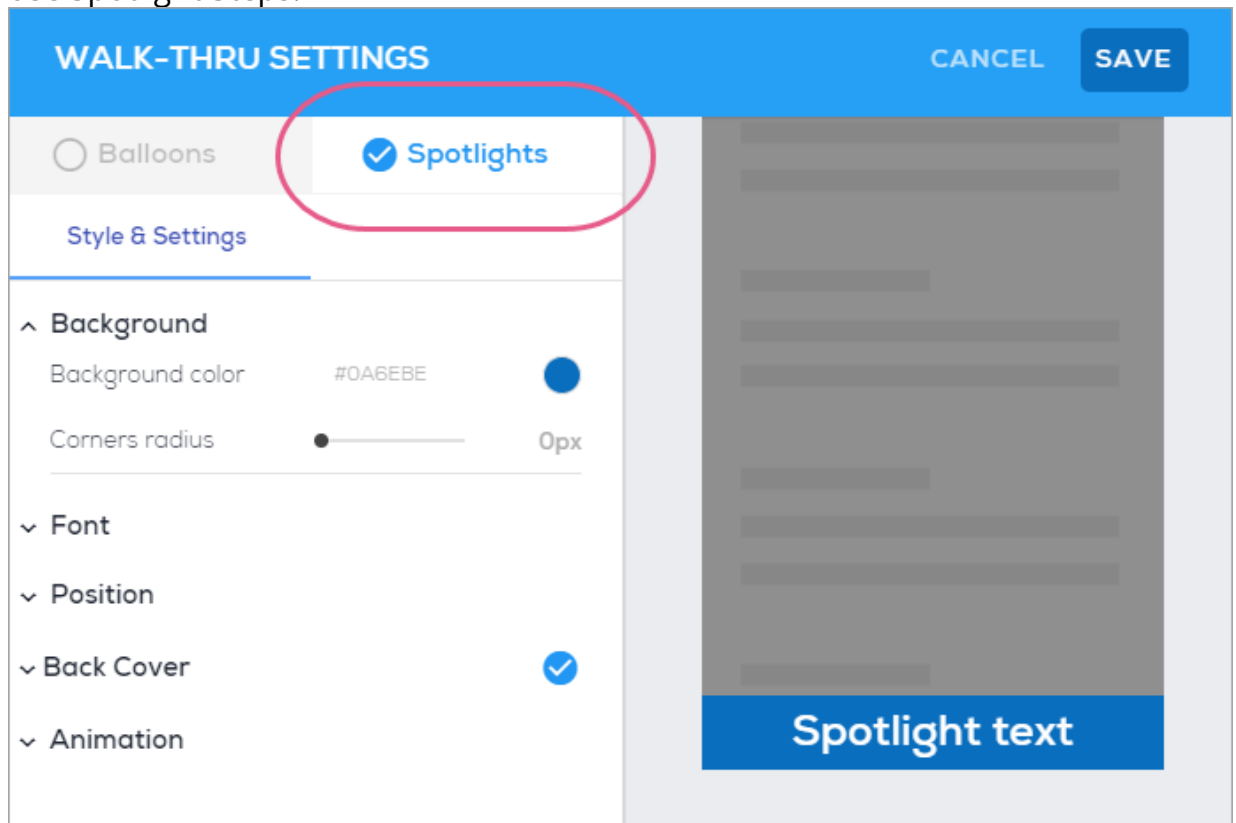 WALK-THRU SETTINGS CANCEL SAVE
Balloons Spotlights
Style & Settings
Background
Background color #0A6EBE
Corners radius 0px
Font
Position
Back Cover
Animation
Spotlight text